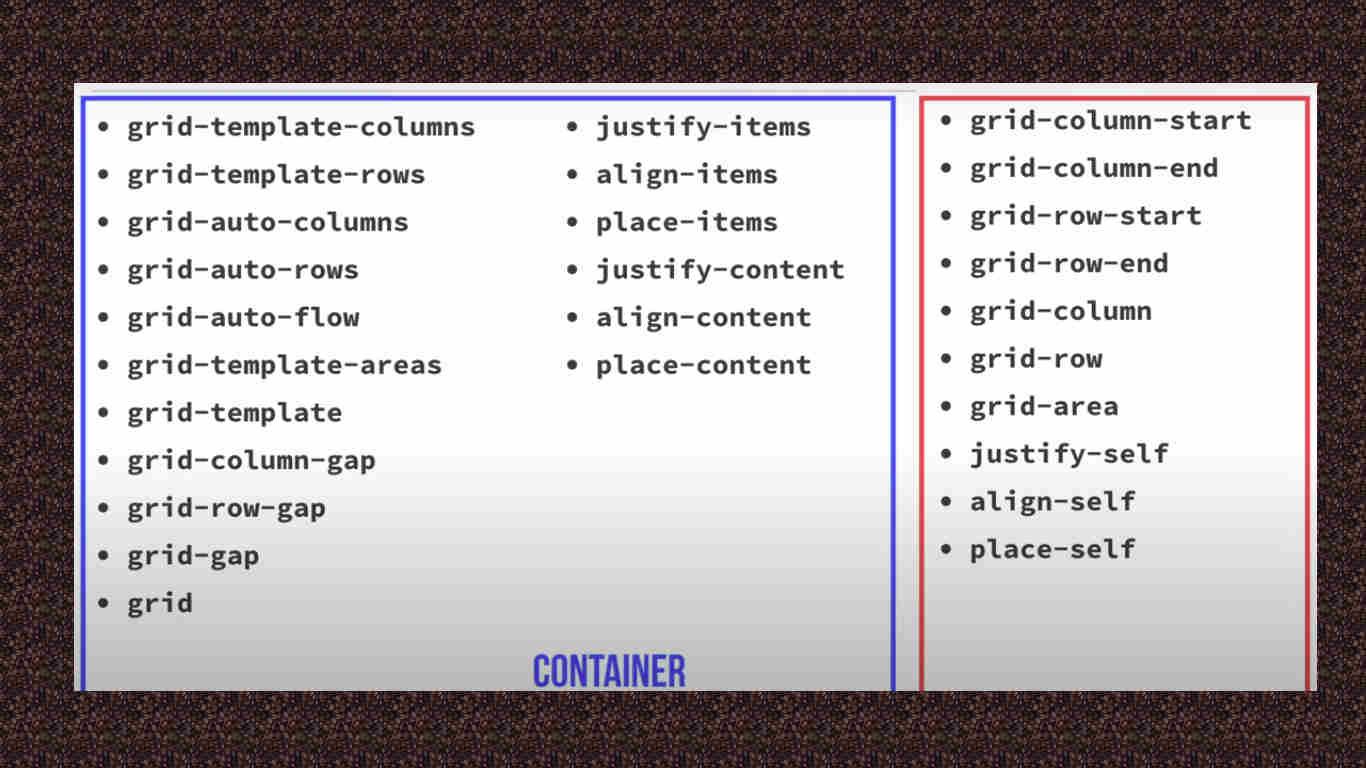 • grid-template-columns
• grid-template-rows
• grid-auto-columns
• grid-auto-rows
• grid-auto-flow
• grid-template-areas
• grid-template
• grid-column-gap
• grid-row-gap
• grid-gap
• grid
• justify-items
• align-items
• place-items
• justify-content
• align-content
• place-content
CONTAINER
• grid-column-start
• grid-column-end
• grid-row-start
• grid-row-end
• grid-column
• grid-row
• grid-area
• justify-self
• align-self
• place-self